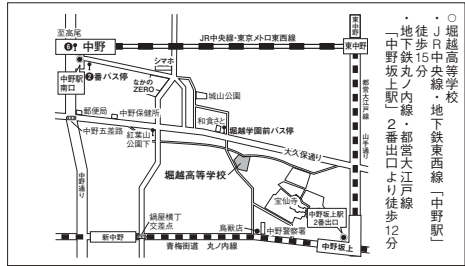 ○堀越高等学校
・JR中央線・地下鉄東西線「中野駅」
徒歩15分
・地下鉄丸ノ内線・都営大江戸線
「中野坂上駅」2番出口より徒歩12分
至高尾
中野
JR中央線・東京メトロ東西線
東中野
東中野
中野駅
南口
❷番バス停
シマホ
なかの
ZERO
城山公園
郵便局
中野保健所
和食さと
堀越学園前バス停
中野五差路
紅葉山
公園下
大久保通り
都営大江戸線
山手通り
堀越高等学校
中野通り
宝仙寺
中野坂上駅
2番出口
鍋屋横丁
交差点
鳥獣店
中野警察署
新中野
青梅街道 丸ノ内線
中野坂上